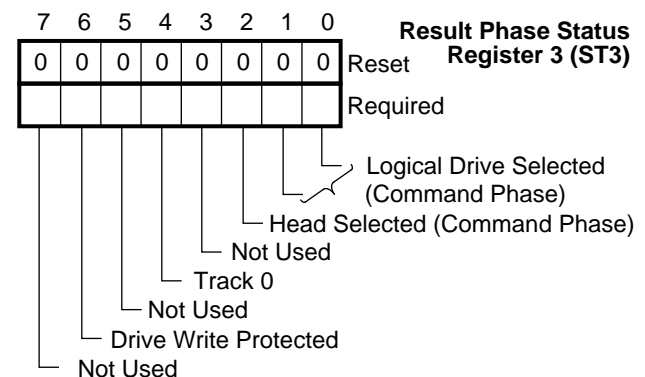 7 6 5 4 3 2 1 0
Result Phase Status
Register 3 (ST3)
0 0 0 0 0 0 0 0 Reset
Required
Logical Drive Selected
(Command Phase)
Head Selected (Command Phase)
Not Used
Track 0
Not Used
Drive Write Protected
Not Used